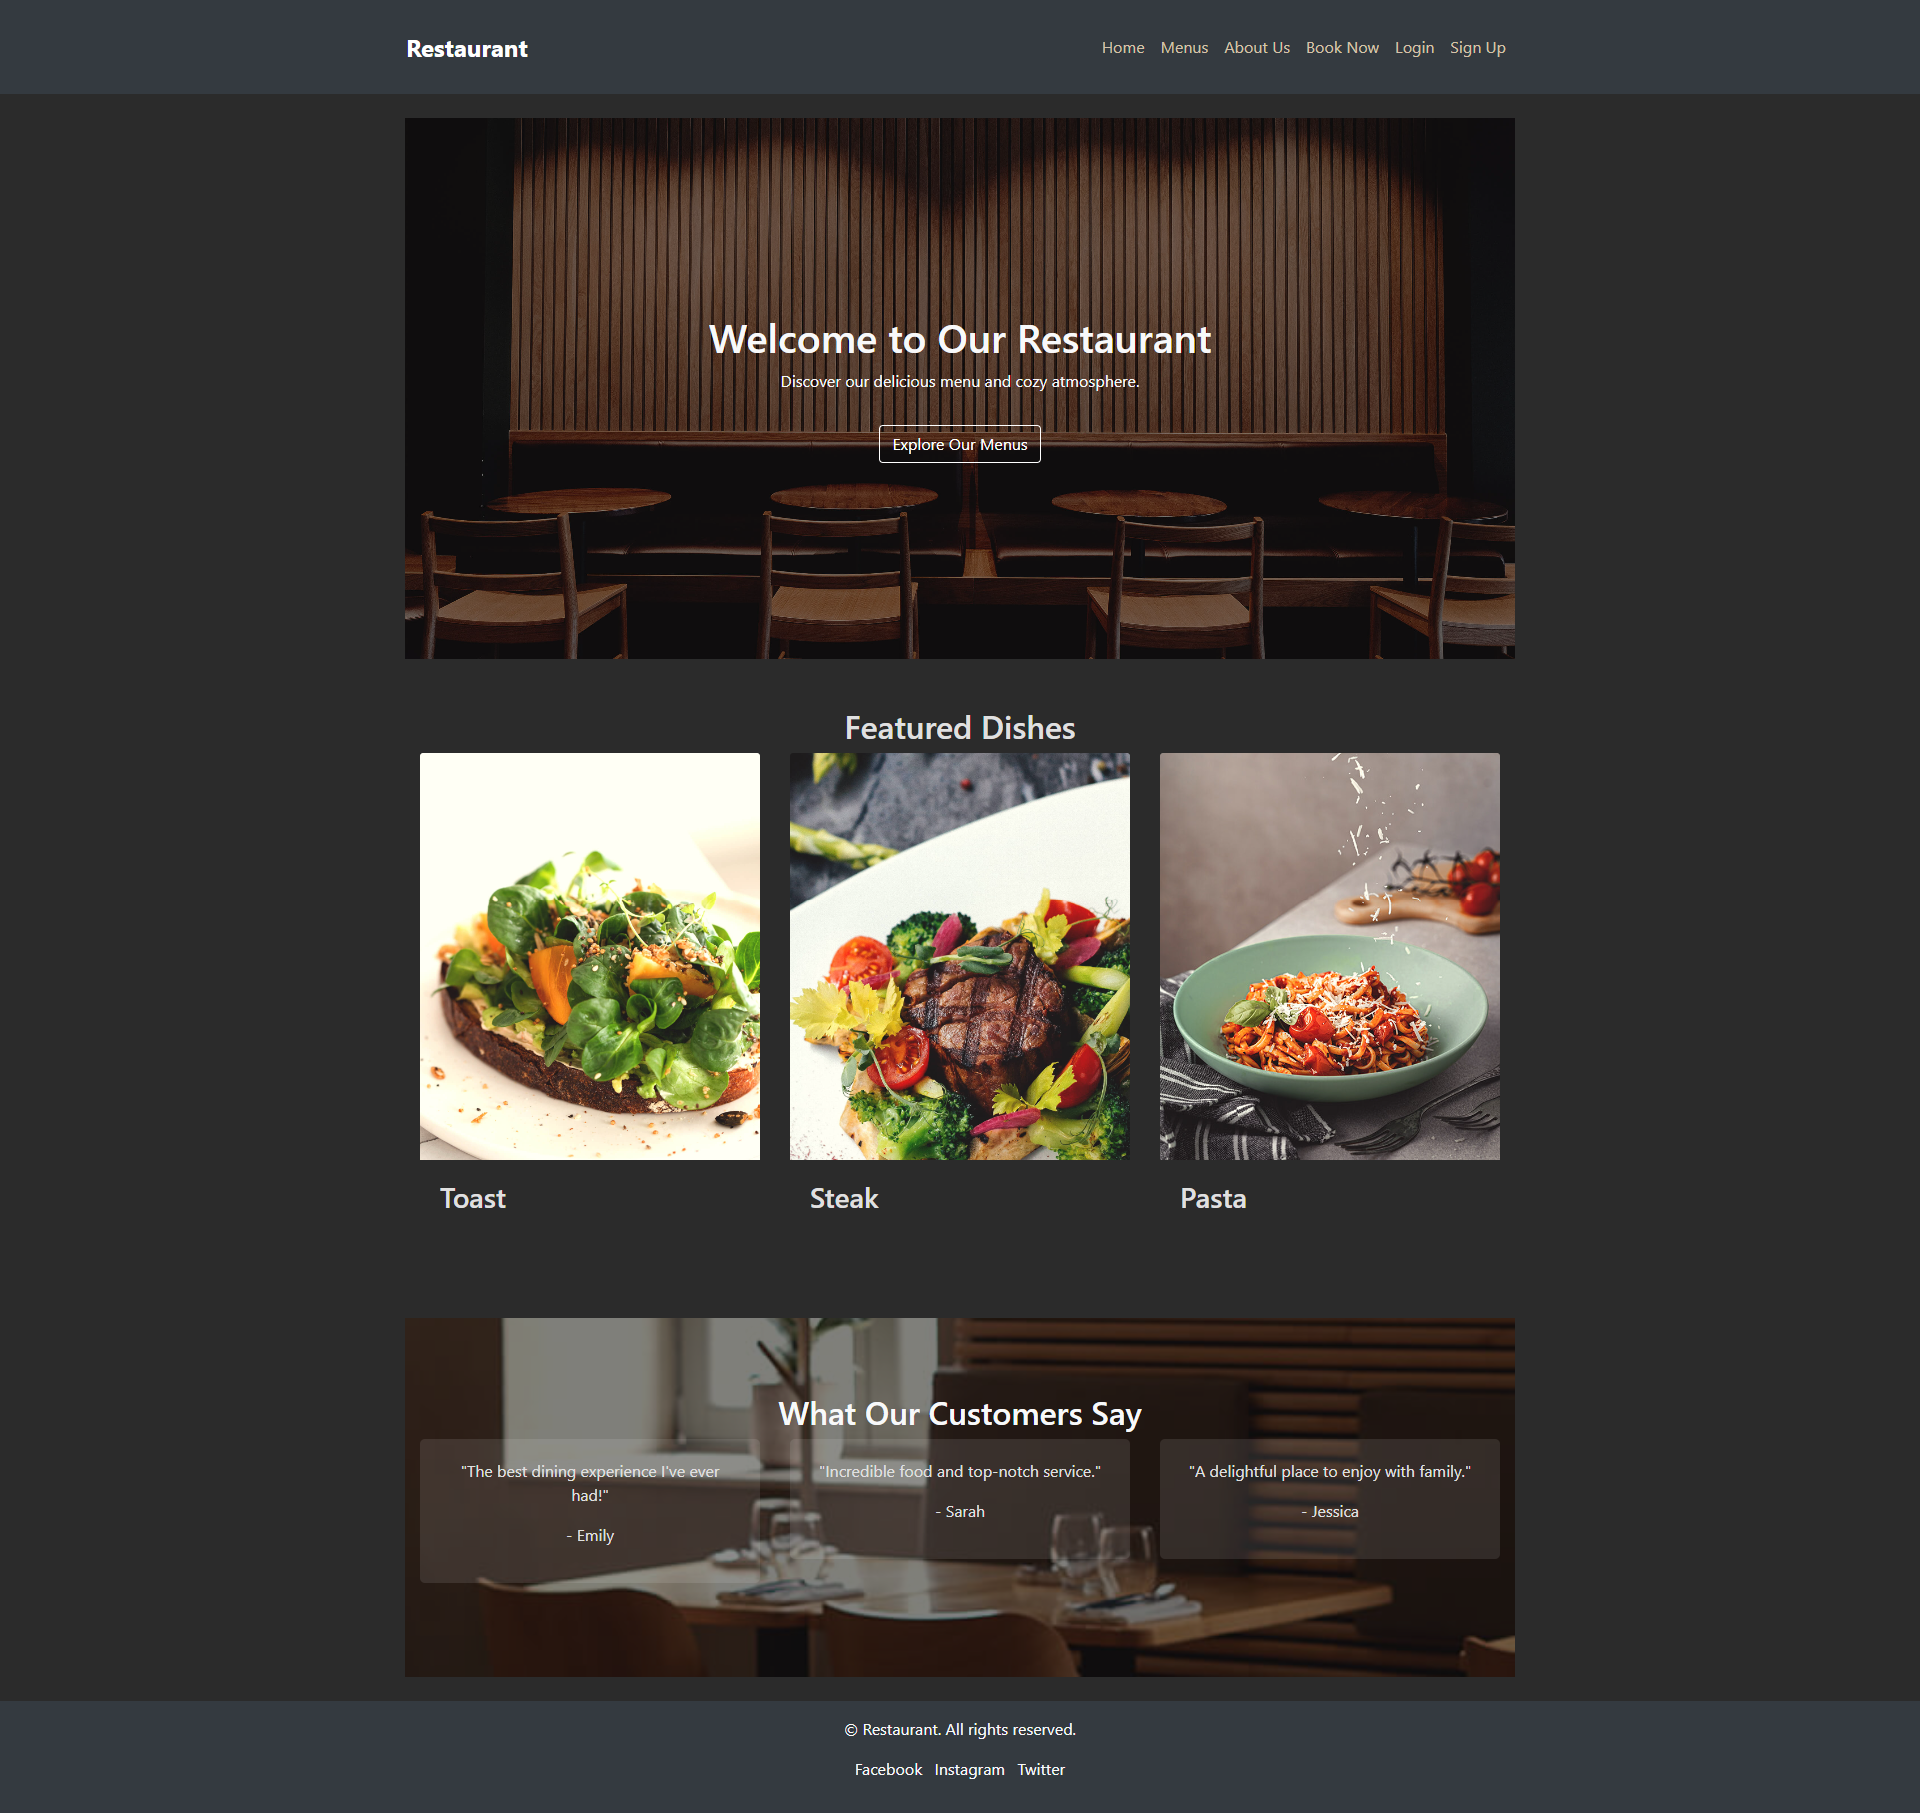 Restaurant
Home Menus About Us Book Now Login Sign Up
Welcome to Our Restaurant
Discover our delicious menu and cozy atmosphere.
Explore Our Menus
Featured Dishes
Toast
Steak
Pasta
What Our Customers Say
"The best dining experience I've ever
had!"
- Emily
"Incredible food and top-notch service."
- Sarah
"A delightful place to enjoy with family."
- Jessica
© Restaurant. All rights reserved.
Facebook Instagram Twitter